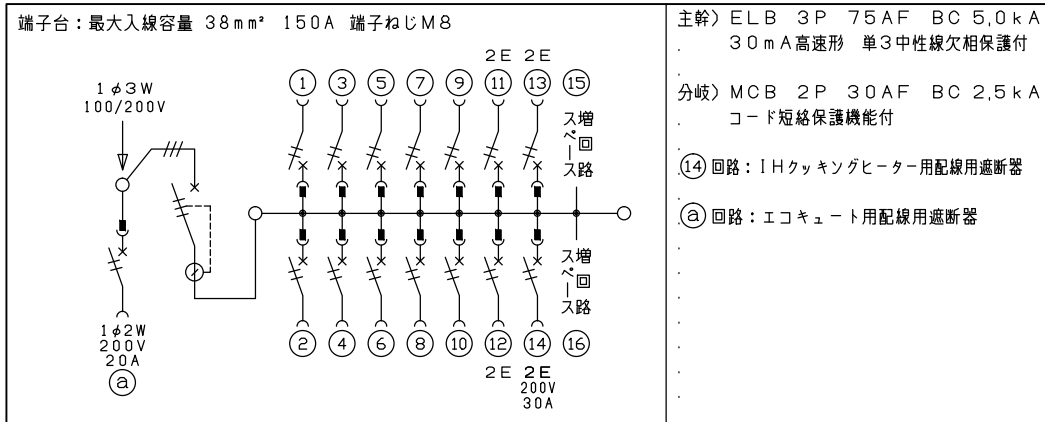 端子台：最大入線容量 38mm² 150A 端子ねじM8
2E 2E
① ③ ⑤ ⑦ ⑨ ⑪ ⑬ ⑮
1φ3W
100/200V
増回路スペース
増回路スペース
② ④ ⑥ ⑧ ⑩ ⑫ ⑭ ⑯
2E 2E
200V
30A
1φ2W
200V
20A
ⓐ
主幹）ELB 3P 75AF BC 5,0kA
30mA高速形 単3中性線欠相保護付
分岐）MCB 2P 30AF BC 2,5kA
コード短絡保護機能付
⑭回路：IHクッキングヒーター用配線用遮断器
ⓐ回路：エコキュート用配線用遮断器